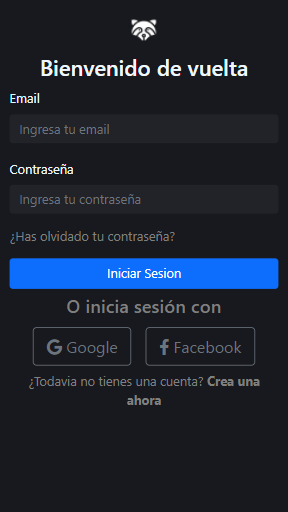 Bienvenido de vuelta
Email
Ingresa tu email
Contraseña
Ingresa tu contraseña
¿Has olvidado tu contraseña?
Iniciar Sesion
O inicia sesión con
Google
Facebook
¿Todavia no tienes una cuenta? Crea una
ahora